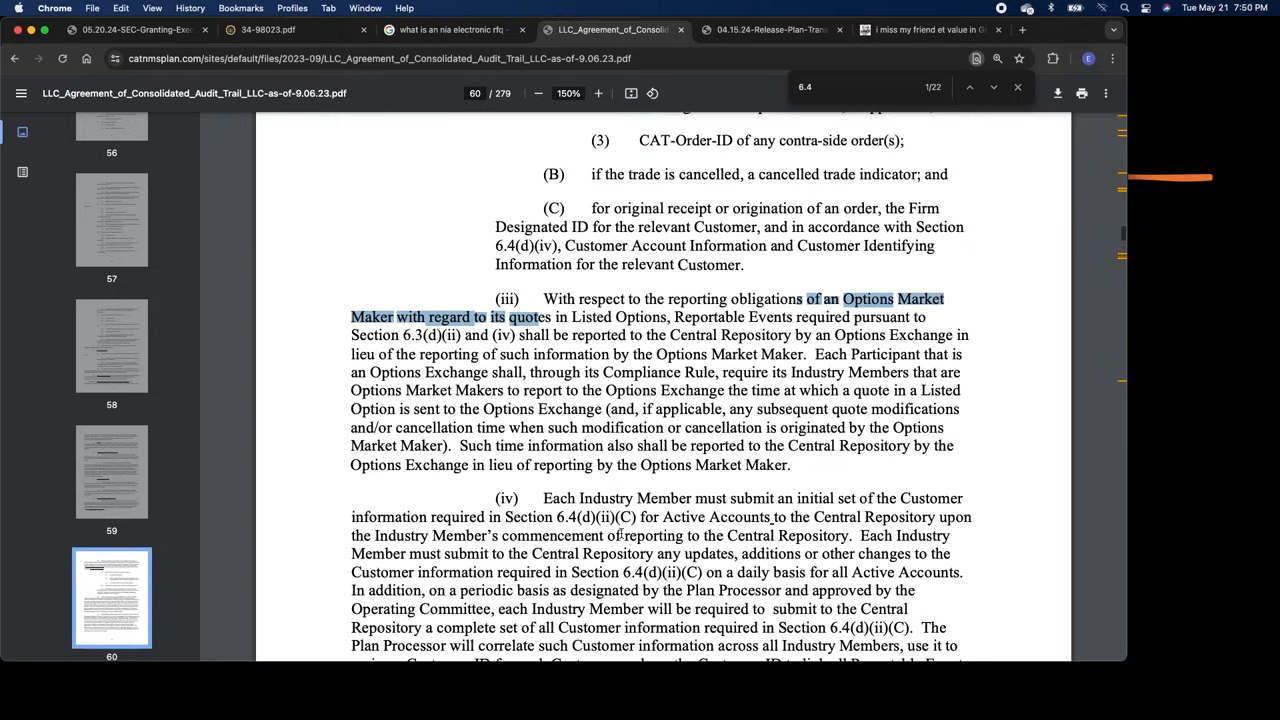 Chrome File Edit View History Bookmarks Profiles Tab Window Help Tue May 21 7:50 PM
05.20.24-SEC-Granting-Exe 34-98023.pdf what is an nia electronic rfq - LLC_Agreement_of_Consolid 04.15.24-Release-Plan-Trans i miss my friend et value in G
catnmsplan.com/sites/default/files/2023-09/LLC_Agreement_of_Consolidated_Audit_Trail_LLC-as-of-9.06.23.pdf E
LLC_Agreement_of_Consolidated_Audit_Trail_LLC-as-of-9.06.23.pdf 60 / 279 150% 6.4 1/22
56
57
58
59
60
(3) CAT-Order-ID of any contra-side order(s);
(B) if the trade is cancelled, a cancelled trade indicator; and
(C) for original receipt or origination of an order, the Firm
Designated ID for the relevant Customer, and in accordance with Section
6.4(d)(iv), Customer Account Information and Customer Identifying
Information for the relevant Customer.
(iii) With respect to the reporting obligations of an Options Market
Maker with regard to its quotes in Listed Options, Reportable Events required pursuant to
Section 6.3(d)(ii) and (iv) shall be reported to the Central Repository by an Options Exchange in
lieu of the reporting of such information by the Options Market Maker. Each Participant that is
an Options Exchange shall, through its Compliance Rule, require its Industry Members that are
Options Market Makers to report to the Options Exchange the time at which a quote in a Listed
Option is sent to the Options Exchange (and, if applicable, any subsequent quote modifications
and/or cancellation time when such modification or cancellation is originated by the Options
Market Maker). Such time information also shall be reported to the Central Repository by the
Options Exchange in lieu of reporting by the Options Market Maker.
(iv) Each Industry Member must submit an initial set of the Customer
information required in Section 6.4(d)(ii)(C) for Active Accounts to the Central Repository upon
the Industry Member's commencement of reporting to the Central Repository. Each Industry
Member must submit to the Central Repository any updates, additions or other changes to the
Customer information required in Section 6.4(d)(ii)(C) on a daily basis for all Active Accounts.
In addition, on a periodic basis as designated by the Plan Processor and approved by the
Operating Committee, each Industry Member will be required to submit to the Central
Repository a complete set of all Customer information required in Section 6.4(d)(ii)(C). The
Plan Processor will correlate such Customer information across all Industry Members, use it to